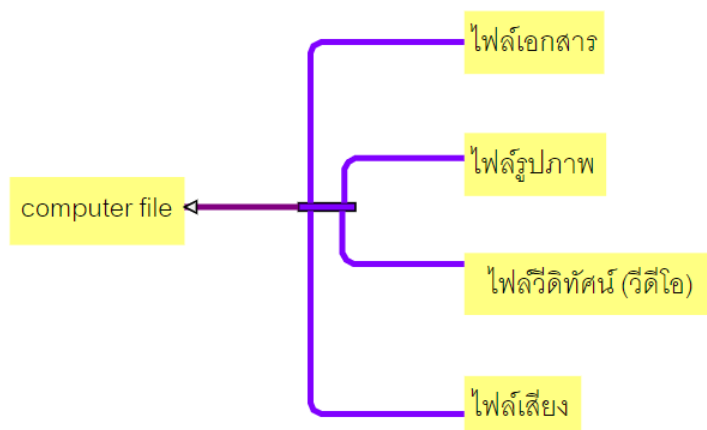 ไฟล์เอกสาร
ไฟล์รูปภาพ
computer file
ไฟล์วีดิทัศน์ (วีดีโอ)
ไฟล์เสียง